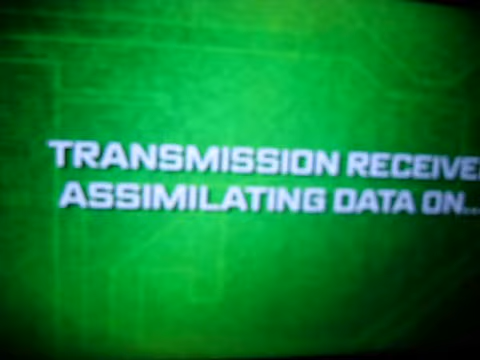 TRANSMISSION RECEIVE
ASSIMILATING DATA ON...